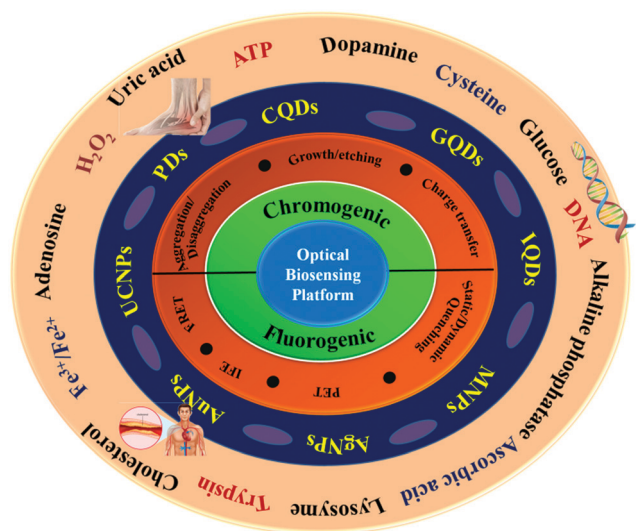 Optical
Biosensing
Platform
Chromogenic
Fluorogenic
Aggregation/
Disaggregation
Growth/etching
Charge transfer
Static/Dynamic
Quenching
PET
IFE
FRET
CQDs
GQDs
IQDs
MNPs
AgNPs
AuNPs
UCNPs
PDs
ATP
Dopamine
Cysteine
Glucose
DNA
Alkaline phosphatase
Ascorbic acid
Lysosyme
Trypsin
Cholesterol
Fe³⁺/Fe²⁺
Adenosine
H₂O₂
Uric acid